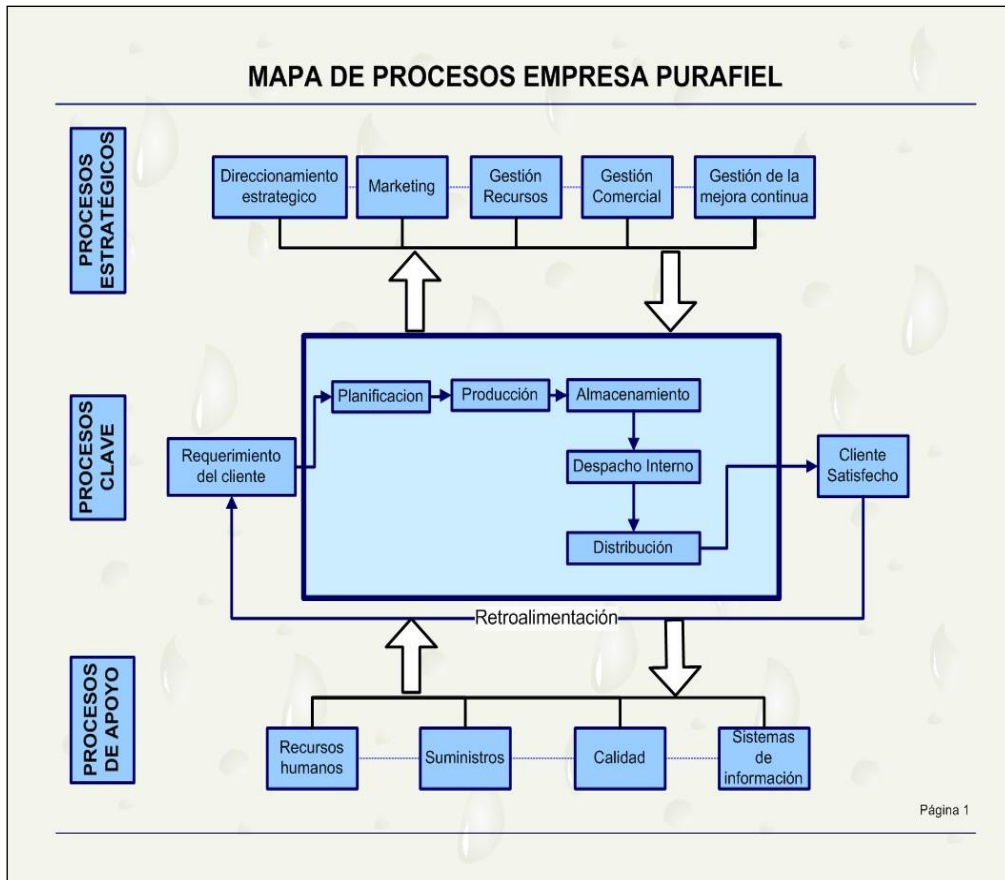 MAPA DE PROCESOS EMPRESA PURAFIEL
PROCESOS
ESTRATÉGICOS
Direccionamiento
estrategico
Marketing
Gestión
Recursos
Gestión
Comercial
Gestión de la
mejora continua
PROCESOS
CLAVE
Requerimiento
del cliente
Planificacion
Producción
Almacenamiento
Despacho Interno
Distribución
Cliente
Satisfecho
Retroalimentación
PROCESOS
DE APOYO
Recursos
humanos
Suministros
Calidad
Sistemas
de
información
Página 1